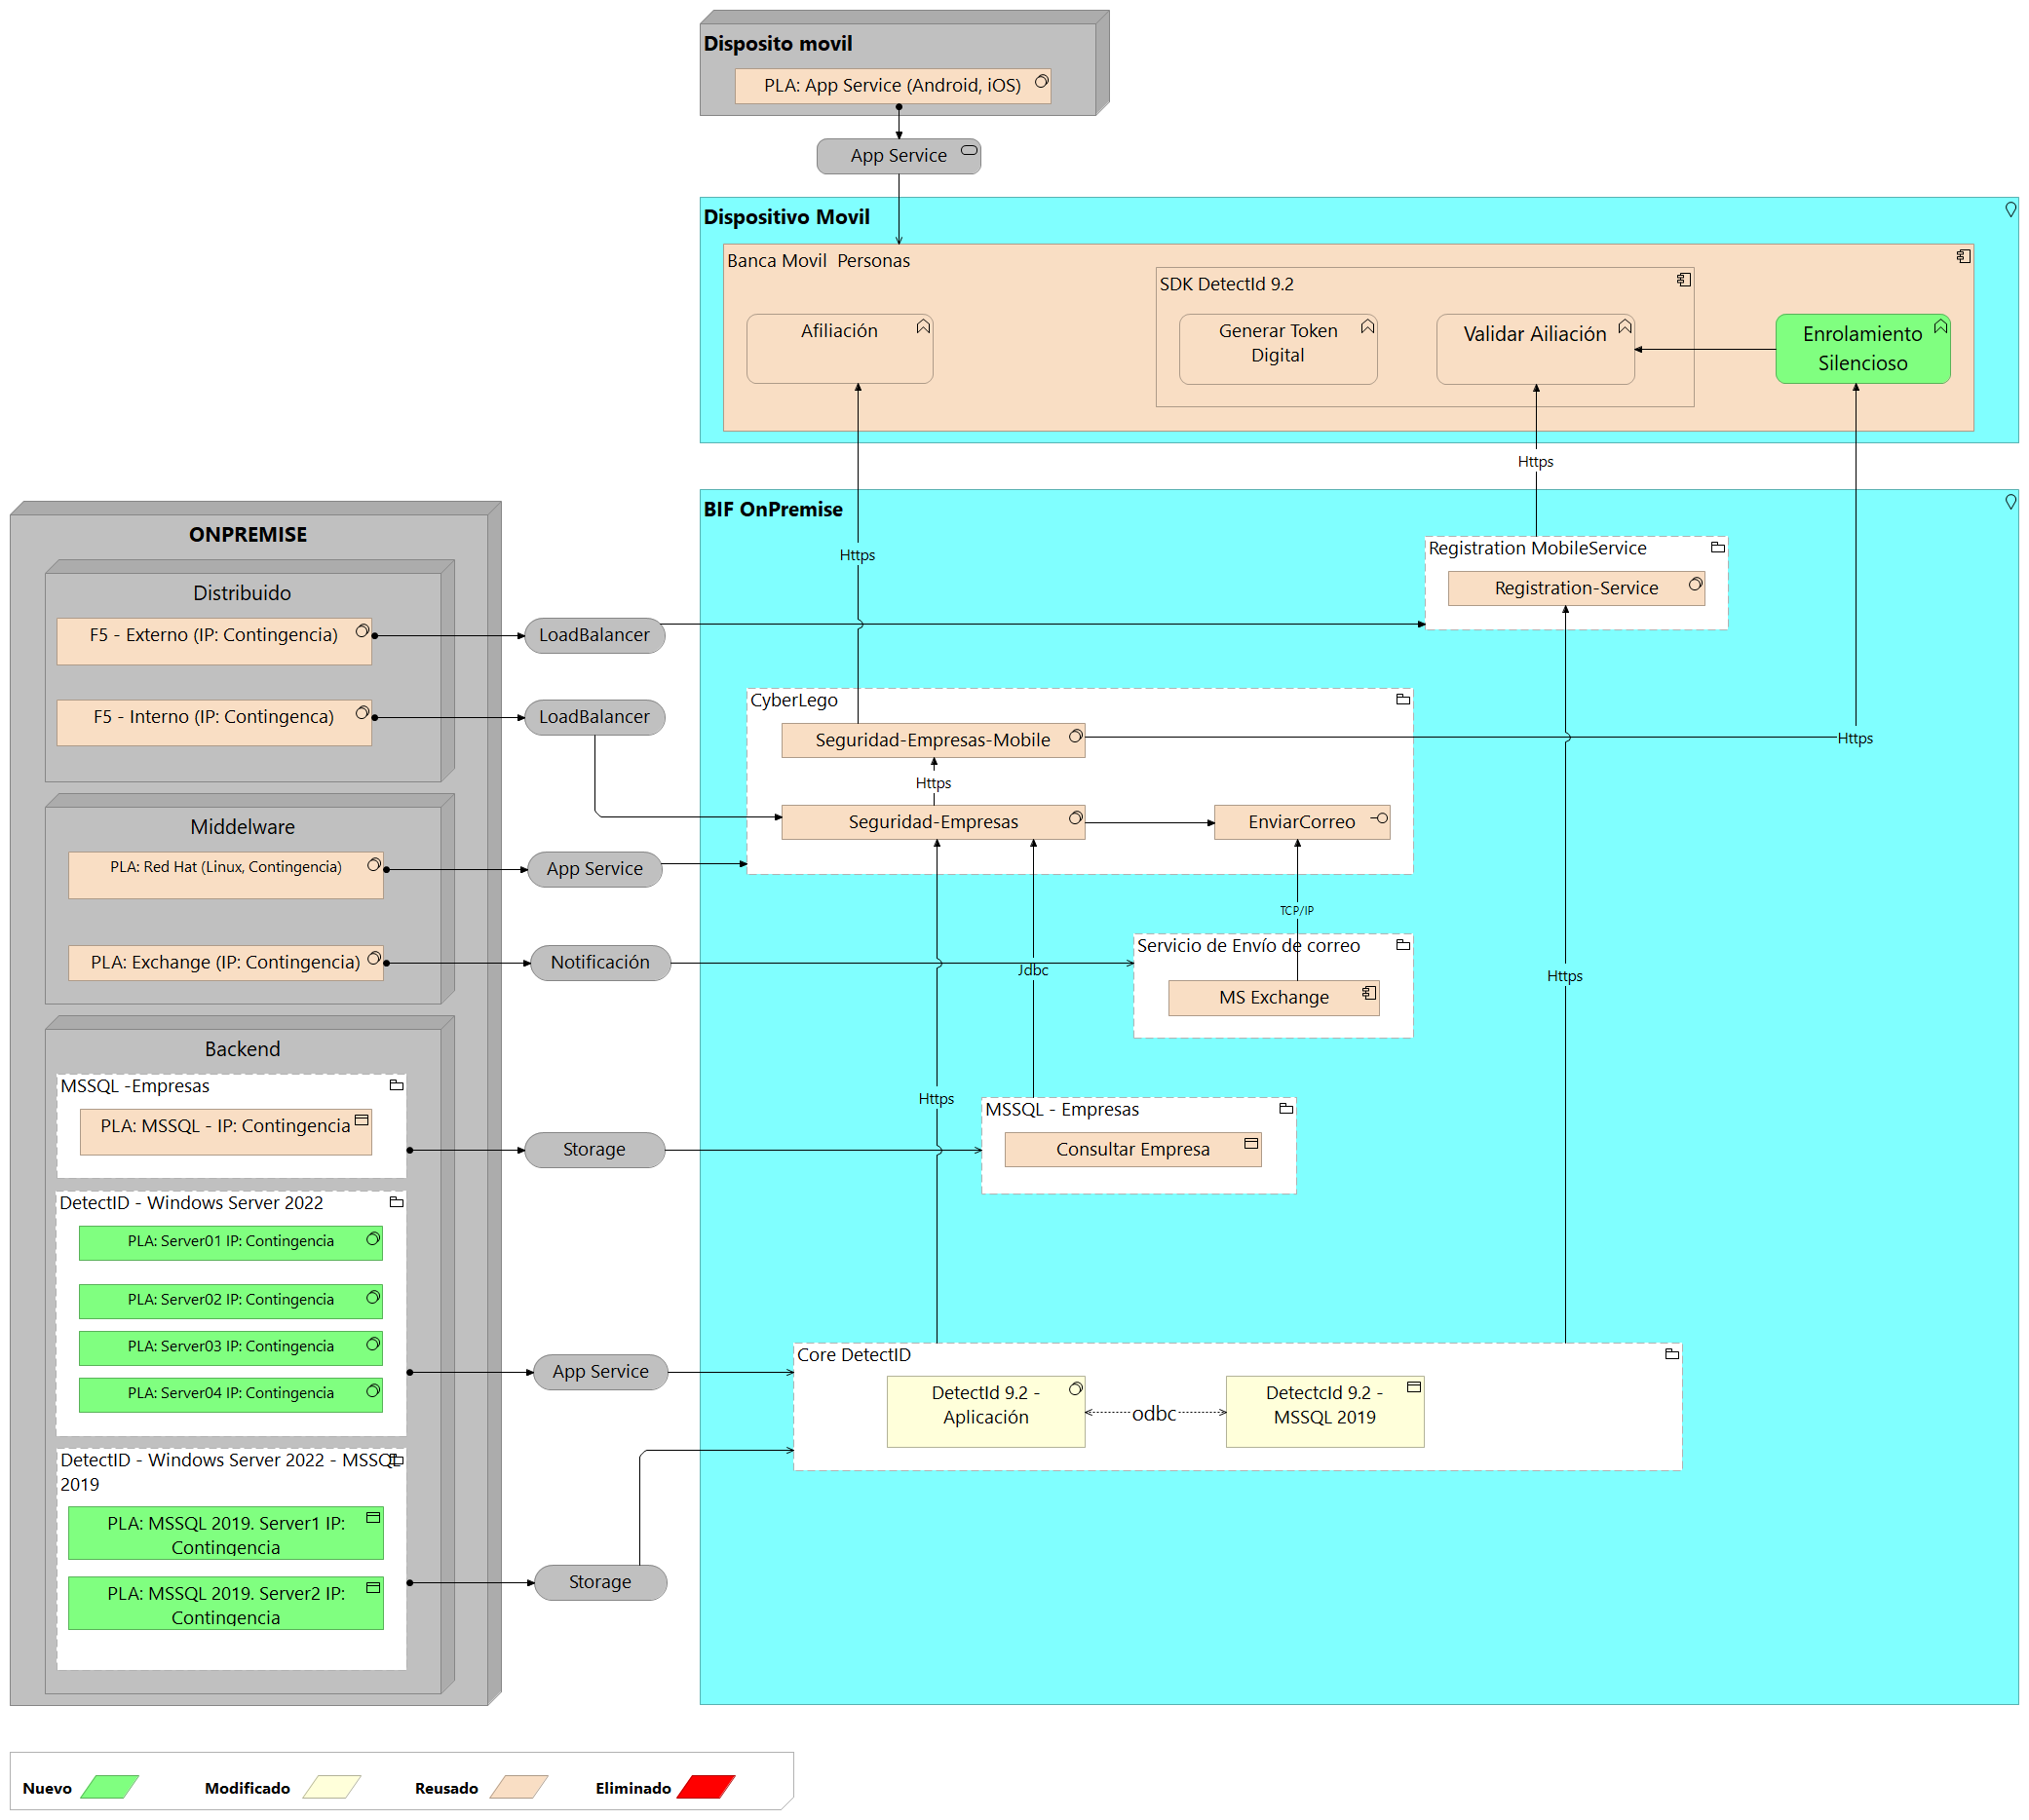 Disposito movil
PLA: App Service (Android, iOS)
App Service
Dispositivo Movil
Banca Movil  Personas
SDK DetectId 9.2
Afiliación
Generar Token
Digital
Validar Ailiación
Enrolamiento
Silencioso
Https
ONPREMISE
BIF OnPremise
Https
Registration MobileService
Registration-Service
Distribuido
F5 - Externo (IP: Contingencia)
LoadBalancer
F5 - Interno (IP: Contingenca)
LoadBalancer
CyberLego
Seguridad-Empresas-Mobile
Https
Https
Seguridad-Empresas
EnviarCorreo
Middelware
PLA: Red Hat (Linux, Contingencia)
App Service
TCP/IP
PLA: Exchange (IP: Contingencia)
Notificación
Servicio de Envío de correo
Jdbc
Https
MS Exchange
Backend
MSSQL -Empresas
PLA: MSSQL - IP: Contingencia
Storage
Https
MSSQL - Empresas
Consultar Empresa
DetectID - Windows Server 2022
PLA: Server01 IP: Contingencia
PLA: Server02 IP: Contingencia
PLA: Server03 IP: Contingencia
PLA: Server04 IP: Contingencia
App Service
Core DetectID
DetectId 9.2 -
Aplicación
odbc
DetectcId 9.2 -
MSSQL 2019
DetectID - Windows Server 2022 - MSSQL
2019
PLA: MSSQL 2019. Server1 IP:
Contingencia
PLA: MSSQL 2019. Server2 IP:
Contingencia
Storage
Nuevo
Modificado
Reusado
Eliminado